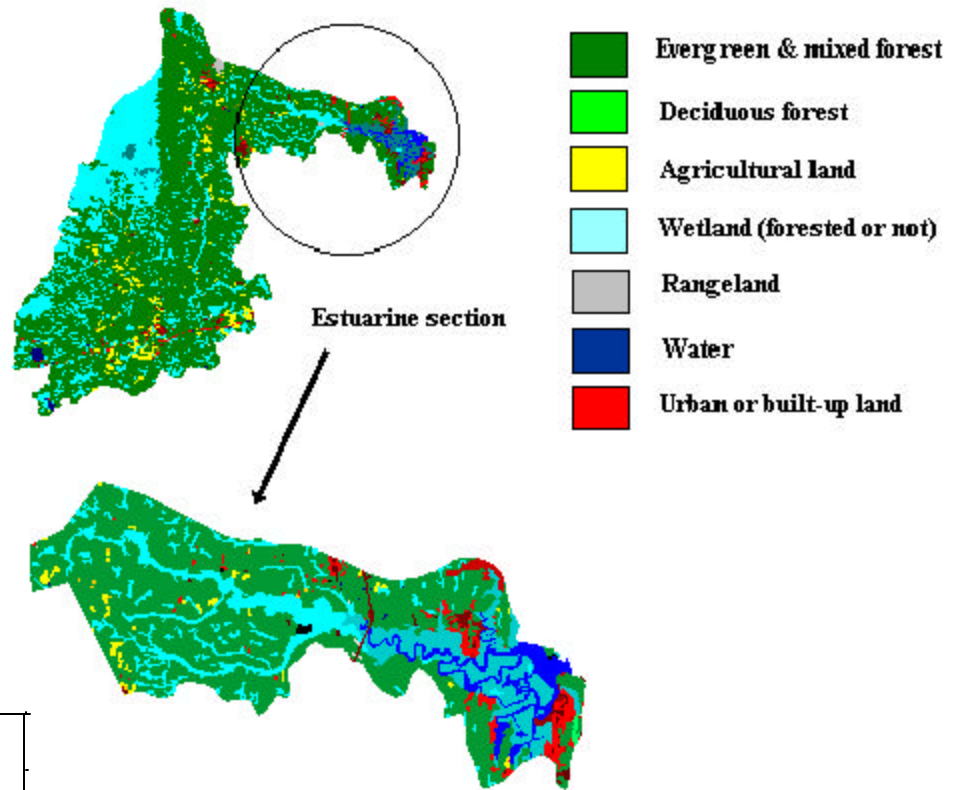 Evergreen & mixed forest
Deciduous forest
Agricultural land
Wetland (forested or not)
Rangeland
Estuarine section
Water
Urban or built-up land